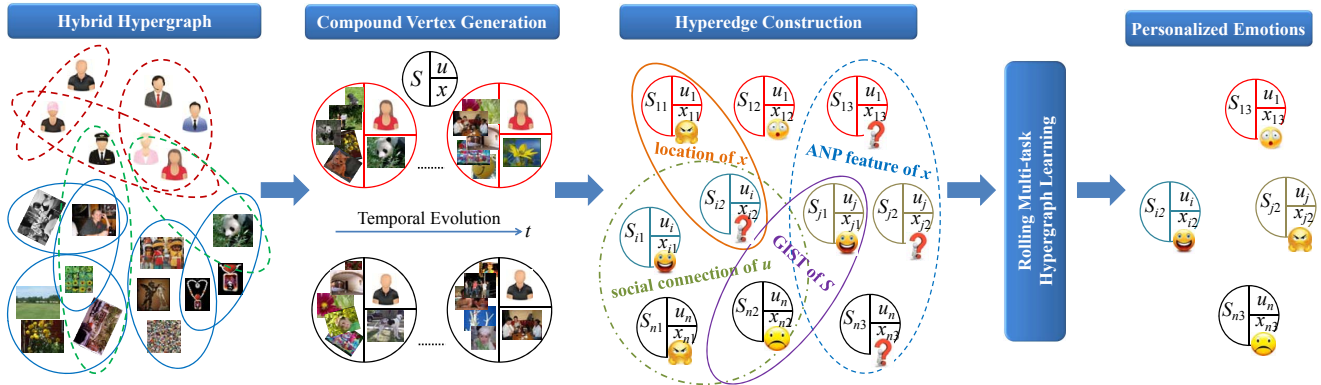 Hybrid Hypergraph
Compound Vertex Generation
Hyperedge Construction
Personalized Emotions
S u x
........
Temporal Evolution
t
........
S11 u1 x11
S12 u1 x12
S13 u1 x13
location of x
ANP feature of x
Si2 ui xi2
Si1 ui xi1
Sj1 uj xj1
Sj2 uj xj2
social connection of u
GIST of S
Sn1 un xn1
Sn2 un xn2
Sn3 un xn3
Rolling Multi-task
Hypergraph Learning
S13 u1 x13
Si2 ui xi2
Sj2 uj xj2
Sn3 un xn3